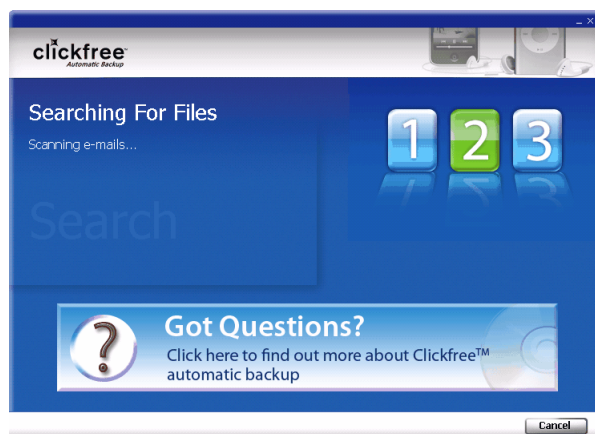 clickfree™
Automatic Backup
Searching For Files
Scanning e-mails...
Search
1 2 3
?
Got Questions?
Click here to find out more about Clickfree™
automatic backup
Cancel